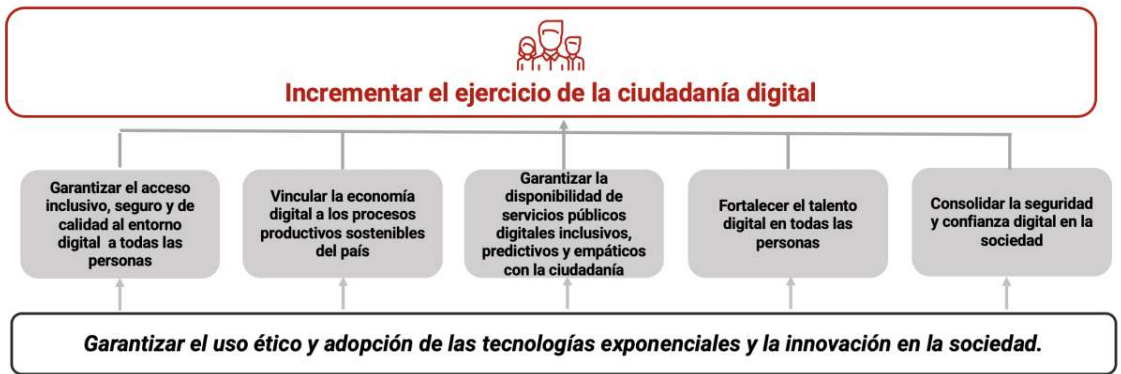 Incrementar el ejercicio de la ciudadanía digital
Garantizar el acceso
inclusivo, seguro y de
calidad al entorno
digital a todas las
personas
Vincular la economía
digital a los procesos
productivos sostenibles
del país
Garantizar la
disponibilidad de
servicios públicos
digitales inclusivos,
predictivos y empáticos
con la ciudadanía
Fortalecer el talento
digital en todas las
personas
Consolidar la seguridad
y confianza digital en la
sociedad
Garantizar el uso ético y adopción de las tecnologías exponenciales y la innovación en la sociedad.